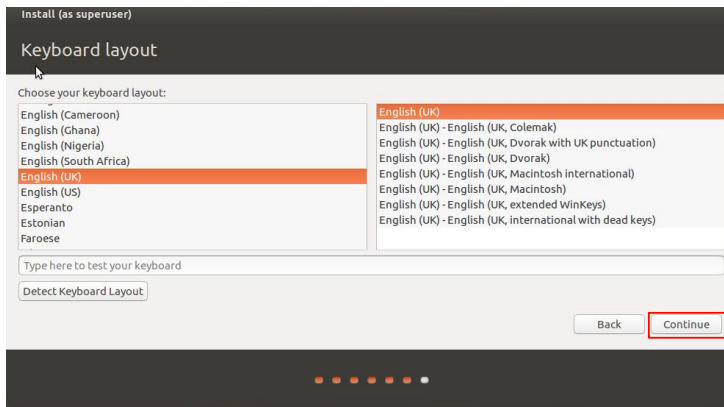 Install (as superuser)
Keyboard layout
Choose your keyboard layout:
English (Cameroon)
English (Ghana)
English (Nigeria)
English (South Africa)
English (UK)
English (US)
Esperanto
Estonian
Faroese
English (UK)
English (UK) - English (UK, Colemak)
English (UK) - English (UK, Dvorak with UK punctuation)
English (UK) - English (UK, Dvorak)
English (UK) - English (UK, Macintosh international)
English (UK) - English (UK, Macintosh)
English (UK) - English (UK, extended WinKeys)
English (UK) - English (UK, international with dead keys)
Type here to test your keyboard
Detect Keyboard Layout
Back
Continue